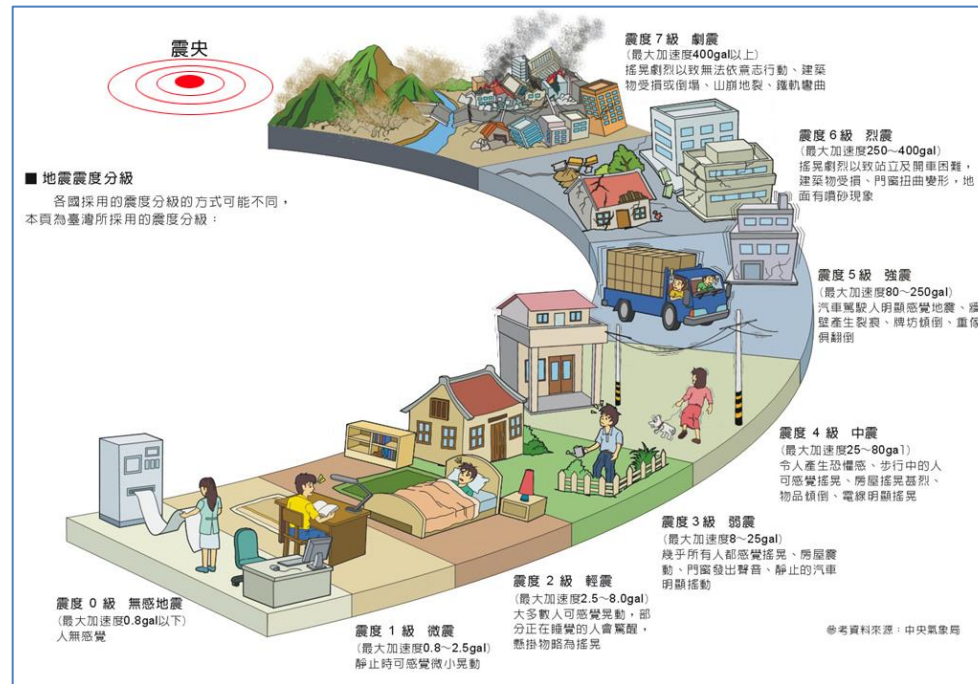 震央
■ 地震震度分級
各國採用的震度分級的方式可能不同，
本頁為臺灣所採用的震度分級：
震度 7 級　劇震
(最大加速度400gal以上)
搖晃劇烈以致無法依意志行動、建築
物受損或倒塌、山崩地裂、鐵軌彎曲
震度 6 級　烈震
(最大加速度250～400gal)
搖晃劇烈以致站立及開車困難，
建築物受損、門窗扭曲變形，地
面有噴砂現象
震度 5 級　強震
(最大加速度80～250gal)
汽車駕駛人明顯感覺地震、牆
壁產生裂痕、牌坊傾倒、重傢
俱翻倒
震度 4 級　中震
(最大加速度25～80gal)
令人產生恐懼感、步行中的人
可感覺搖晃、房屋搖晃甚烈、
物品傾倒、電線明顯搖晃
震度 3 級　弱震
(最大加速度8～25gal)
幾乎所有人都感覺搖晃、房屋震
動、門窗發出聲音、靜止的汽車
明顯搖動
震度 2 級　輕震
(最大加速度2.5～8.0gal)
大多數人可感覺晃動，部
分正在睡覺的人會驚醒，
懸掛物略為搖晃
震度 1 級　微震
(最大加速度0.8～2.5gal)
靜止時可感覺微小晃動
震度 0 級　無感地震
(最大加速度0.8gal以下)
人無感覺
參考資料來源：中央氣象局